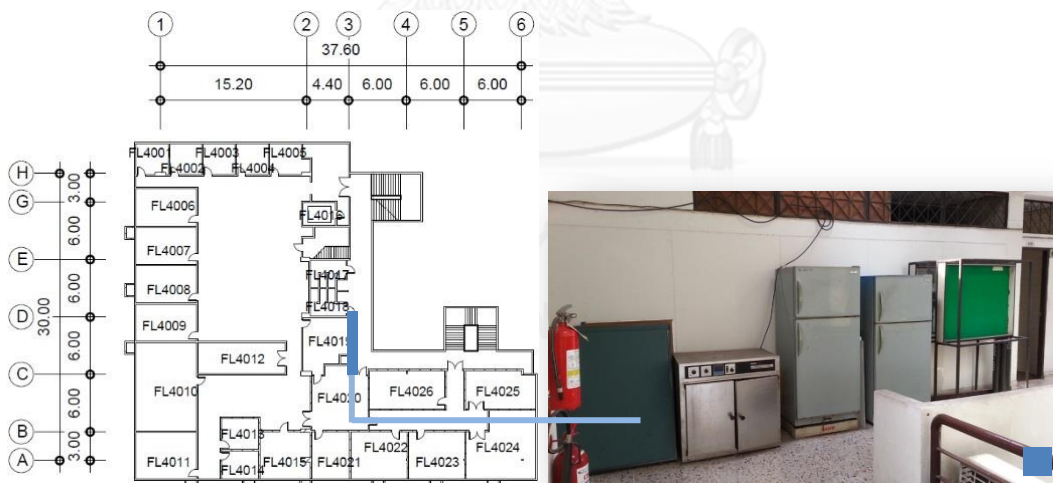 1 2 3 4 5 6
37.60
15.20 4.40 6.00 6.00 6.00
H
G
E
D
C
B
A
3.00
6.00
6.00
6.00
6.00
3.00
30.00
FL4001 FL4003 FL4005
FL4002 FL4004
FL4006
FL4016
FL4007
FL4017
FL4008
FL4018
FL4009
FL4019
FL4012
FL4010
FL4020
FL4026
FL4025
FL4013
FL4011
FL4014
FL4015
FL4021
FL4022
FL4023
FL4024